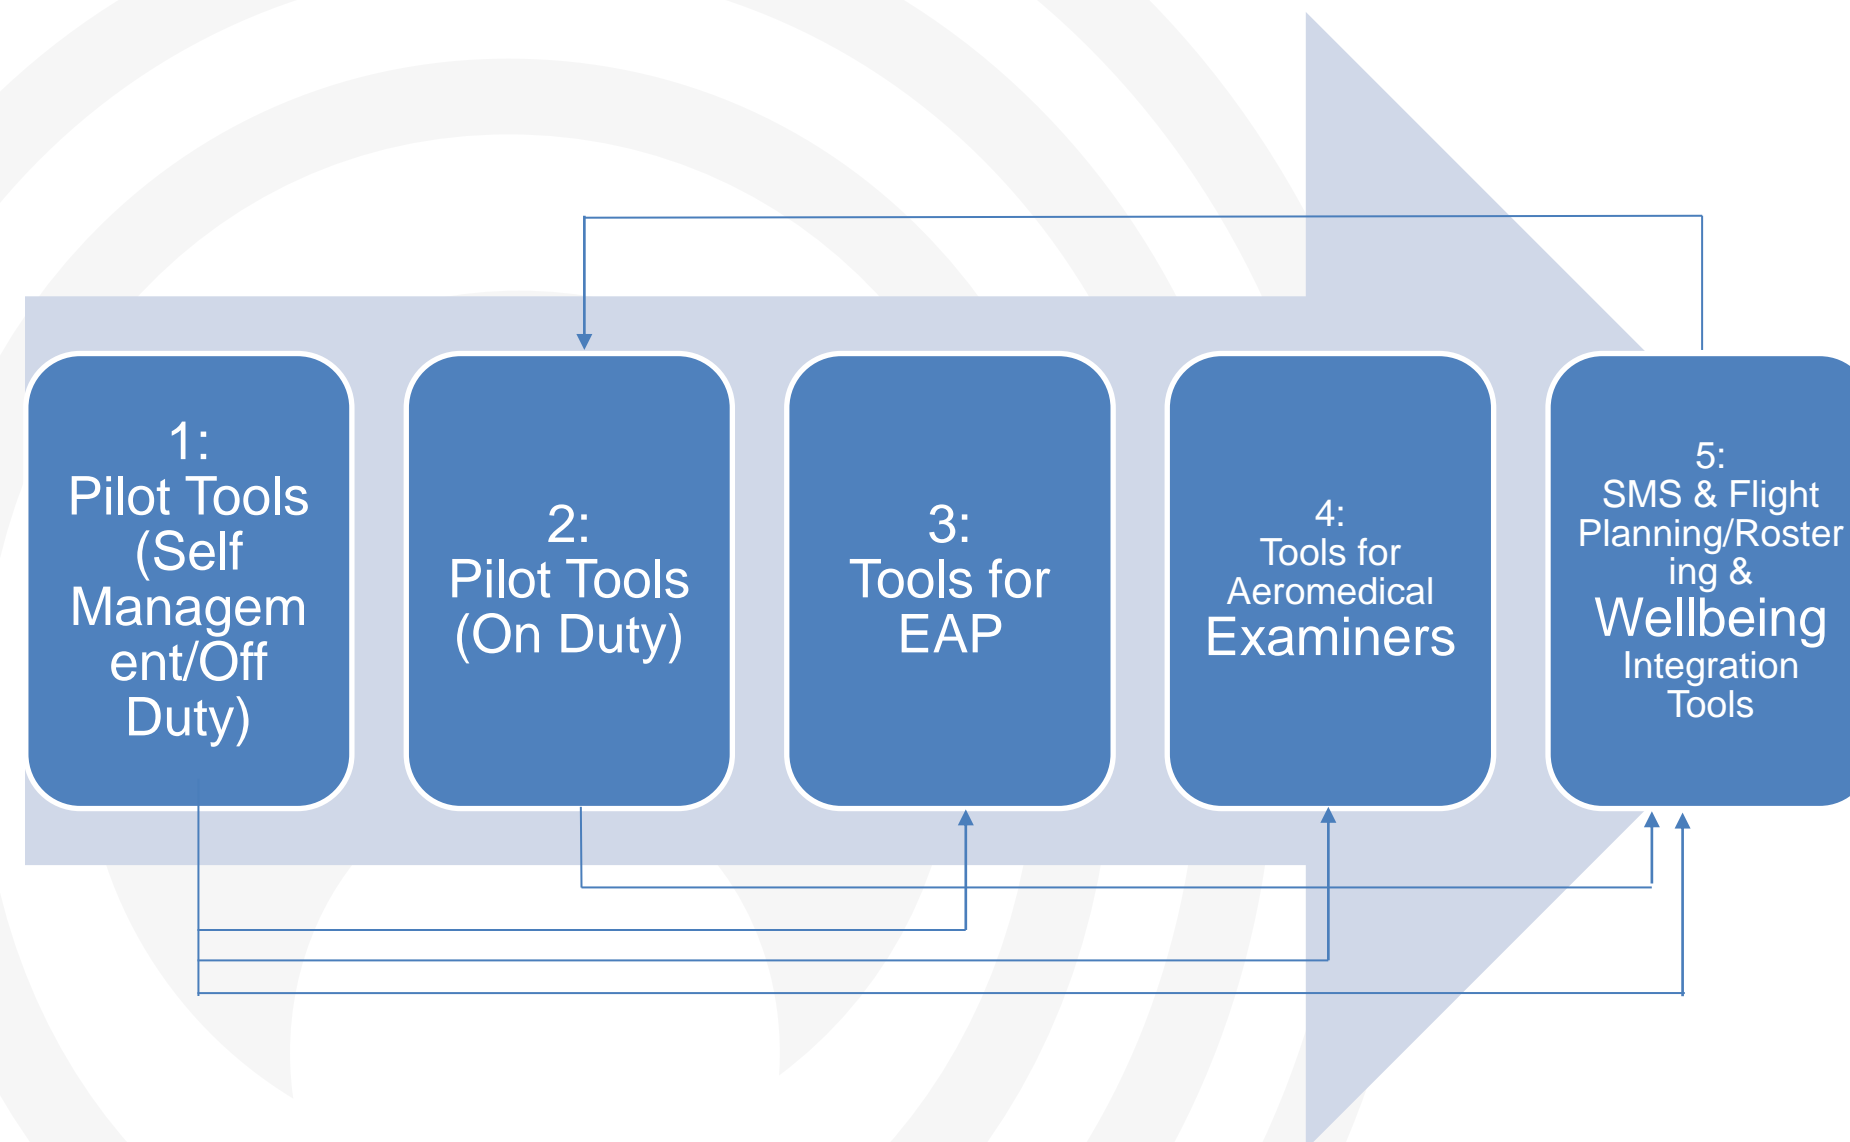 1:
Pilot Tools
(Self
Managem
ent/Off
Duty)
2:
Pilot Tools
(On Duty)
3:
Tools for
EAP
4:
Tools for
Aeromedical
Examiners
5:
SMS & Flight
Planning/Roster
ing &
Wellbeing
Integration
Tools